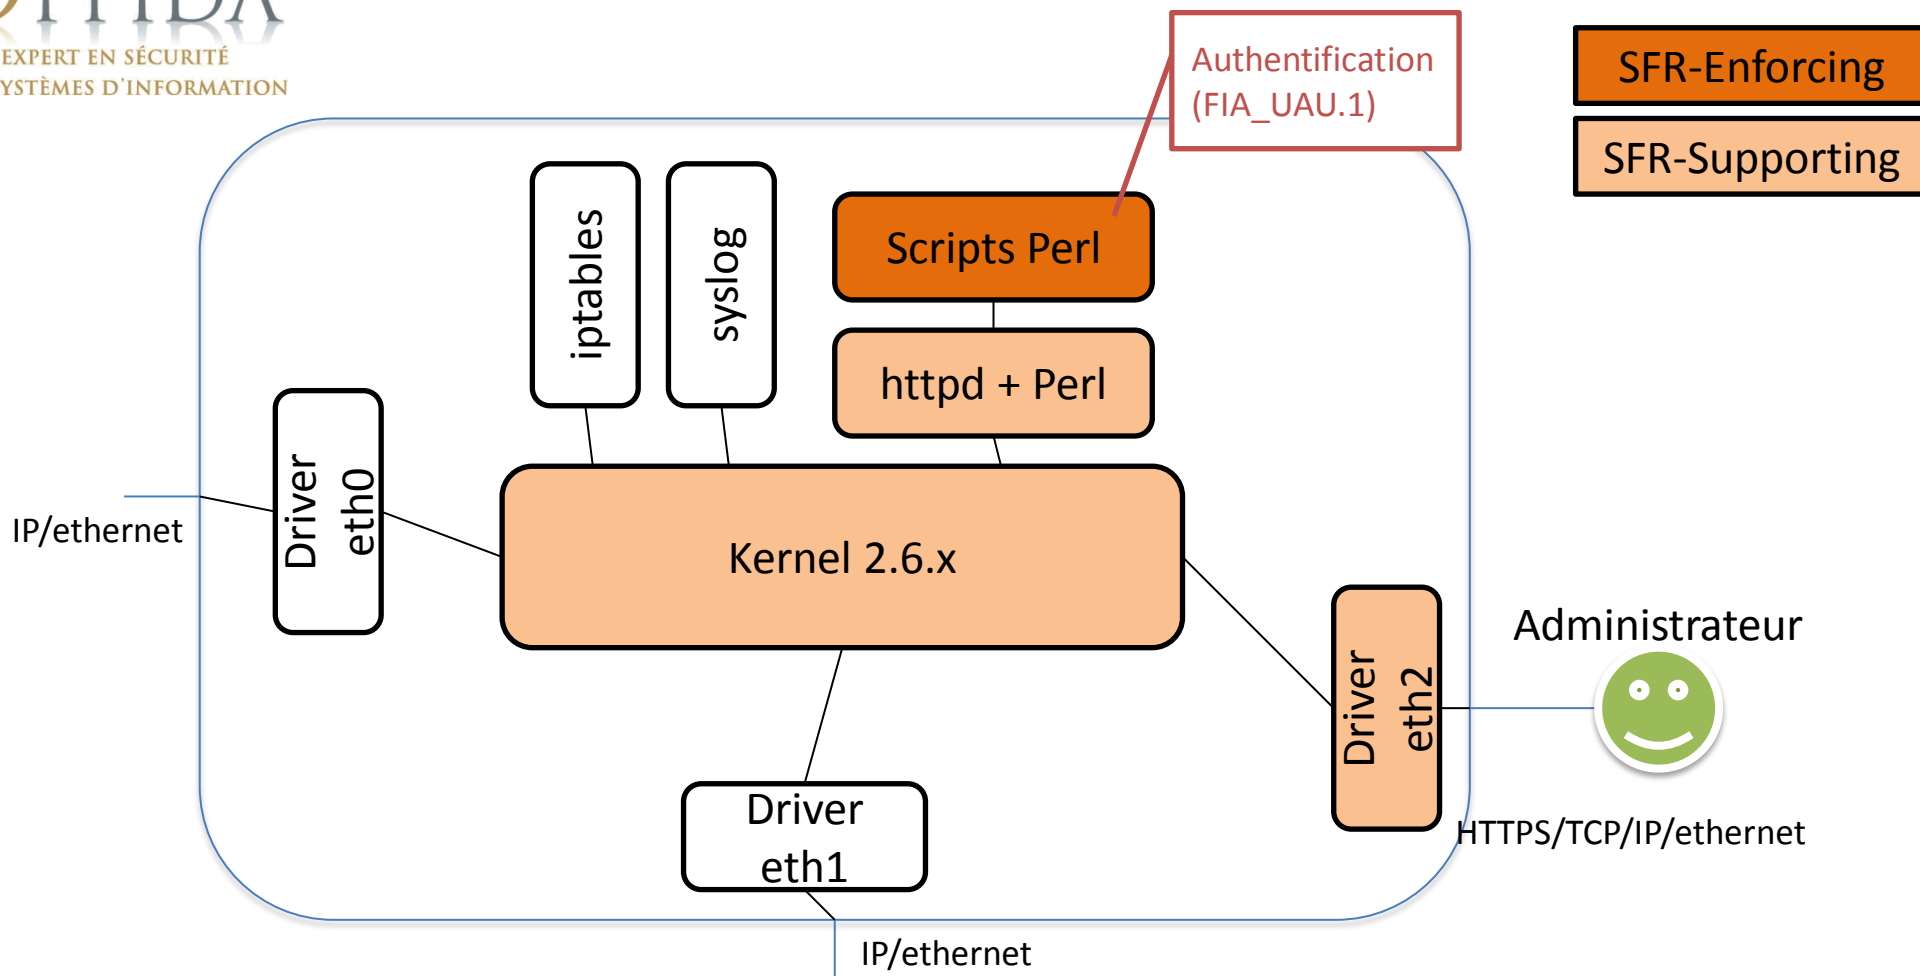 EXPERT EN SÉCURITÉ
YSTÈMES D'INFORMATION
Authentification
(FIA_UAU.1)
SFR-Enforcing
SFR-Supporting
iptables
syslog
Scripts Perl
httpd + Perl
Driver
eth0
IP/ethernet
Kernel 2.6.x
Administrateur
Driver
eth2
HTTPS/TCP/IP/ethernet
Driver
eth1
IP/ethernet